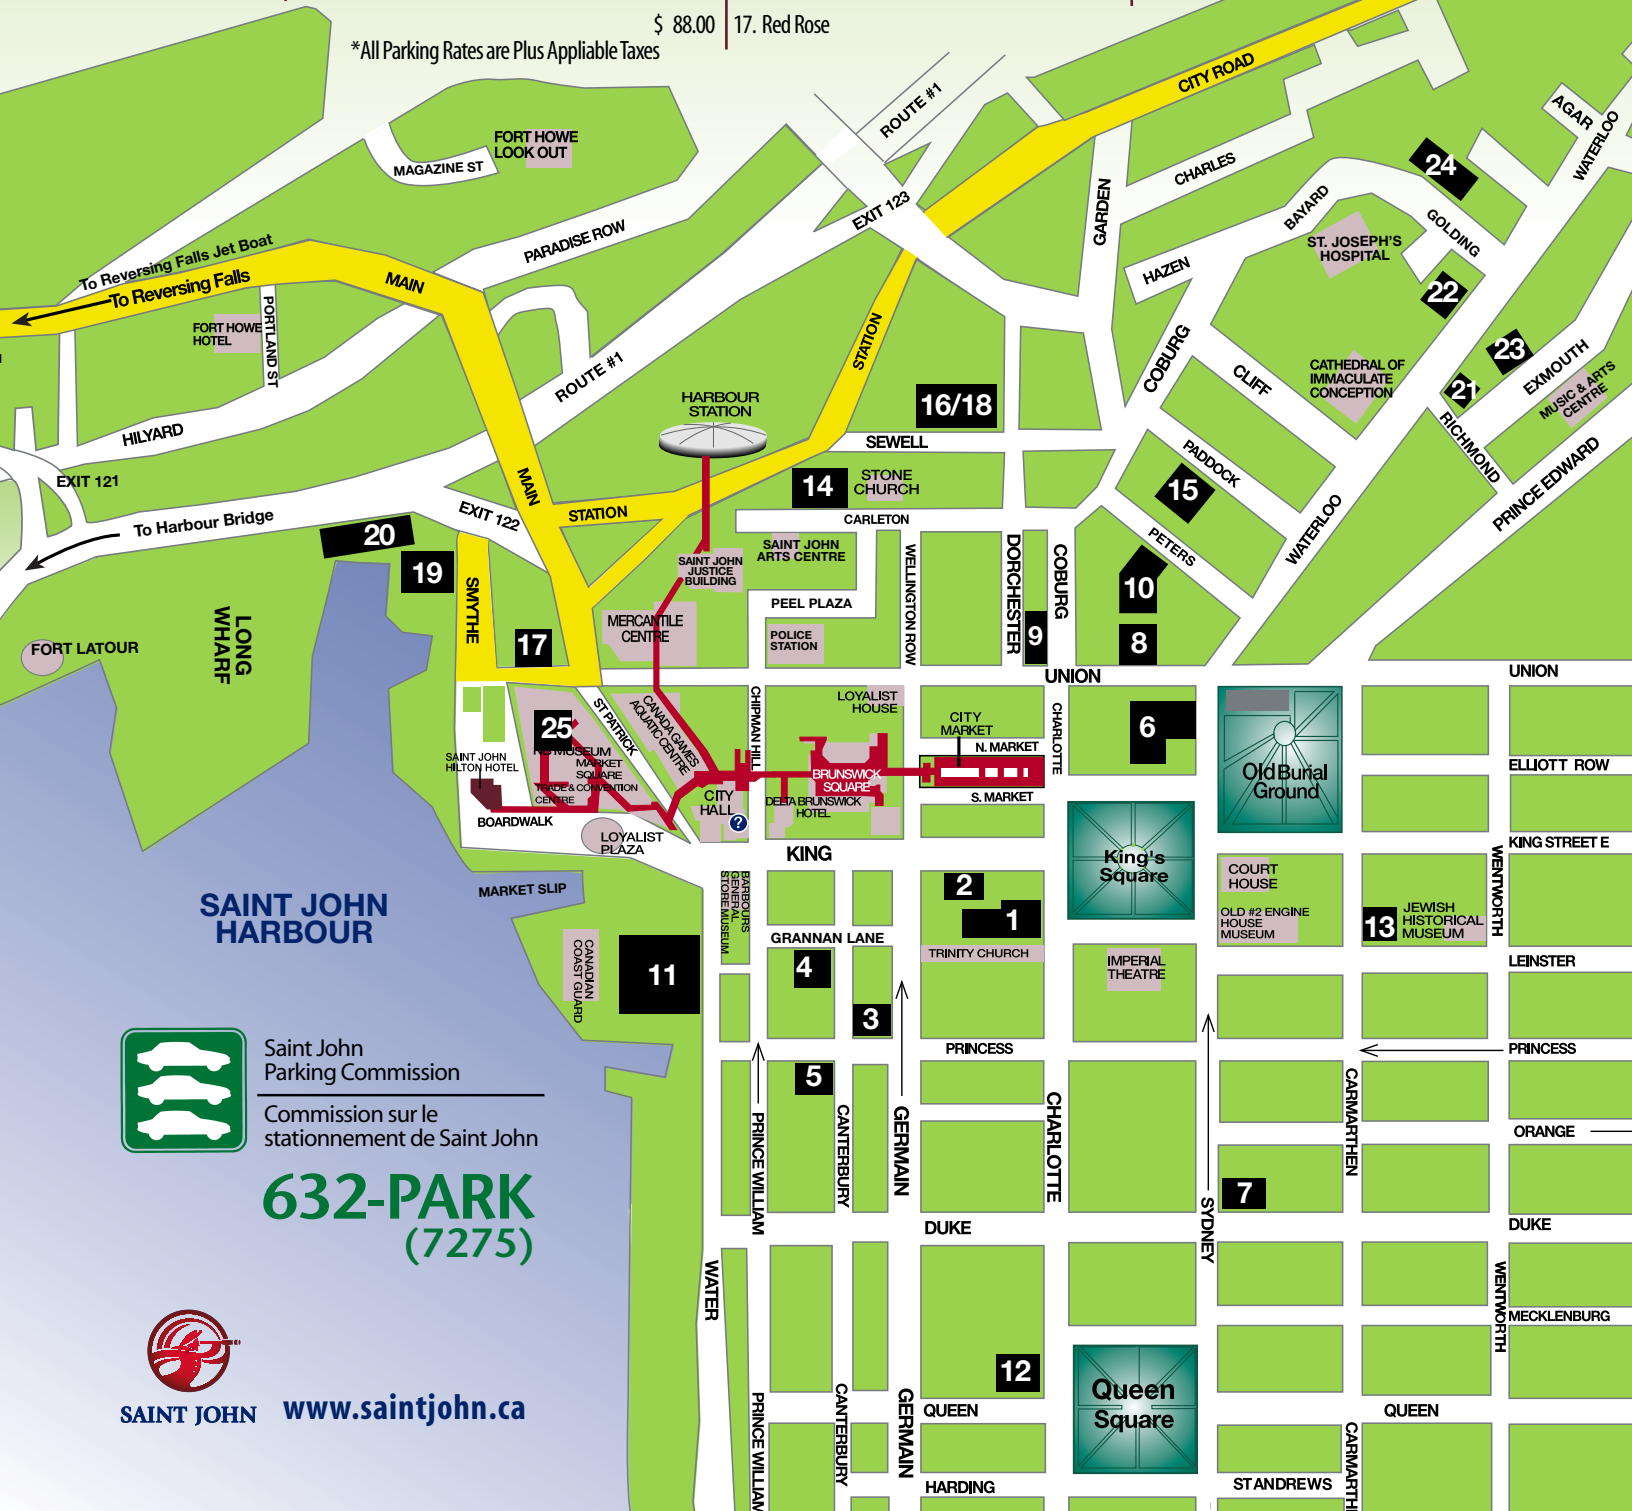 $ 88.00 17. Red Rose
*All Parking Rates are Plus Appliable Taxes
ROUTE #1
CITY ROAD
AGAR
WATERLOO
FORT HOWE
LOOK OUT
MAGAZINE ST
CHARLES
24
EXIT 123
GARDEN
BAYARD
GOLDING
PARADISE ROW
To Reversing Falls Jet Boat
To Reversing Falls
MAIN
ST. JOSEPH'S
HOSPITAL
HAZEN
22
PORTLAND ST
FORT HOWE
HOTEL
STATION
COBURG
CLIFF
23
EXMOUTH
CATHEDRAL OF
IMMACULATE
CONCEPTION
21
MUSIC & ARTS
CENTRE
ROUTE #1
HARBOUR
STATION
16/18
HILYARD
SEWELL
RICHMOND
PADDOCK
PRINCE EDWARD
EXIT 121
MAIN
14
STONE
CHURCH
15
To Harbour Bridge
EXIT 122
STATION
CARLETON
WATERLOO
20
PETERS
19
SAINT JOHN
JUSTICE
BUILDING
SAINT JOHN
ARTS CENTRE
WELLINGTON ROW
DORCHESTER
COBURG
10
SMYTHE
PEEL PLAZA
LONG
WHARF
MERCANTILE
CENTRE
POLICE
STATION
17
9
8
FORT LATOUR
UNION
UNION
25
ST PATRICK
CANADA GAMES
AQUATIC CENTRE
CHIPMAN HILL
LOYALIST
HOUSE
CITY
MARKET
N. MARKET
CHARLOTTE
6
SAINT JOHN
HILTON HOTEL
NB MUSEUM
MARKET
SQUARE
TRADE & CONVENTION
CENTRE
BRUNSWICK
SQUARE
Old Burial
Ground
ELLIOTT ROW
CITY
HALL
?
DELTA BRUNSWICK
HOTEL
S. MARKET
BOARDWALK
LOYALIST
PLAZA
KING
King's
Square
KING STREET E
MARKET SLIP
BARBOURS
GENERAL
STORE MUSEUM
2
1
COURT
HOUSE
WENTWORTH
SAINT JOHN
HARBOUR
GRANNAN LANE
OLD #2 ENGINE
HOUSE
MUSEUM
13
JEWISH
HISTORICAL
MUSEUM
CANADIAN
COAST GUARD
11
4
TRINITY CHURCH
IMPERIAL
THEATRE
LEINSTER
3
PRINCESS
PRINCESS
Saint John
Parking Commission
Commission sur le
stationnement de Saint John
632-PARK
(7275)
5
PRINCE WILLIAM
CANTERBURY
GERMAIN
CHARLOTTE
CARMARTHEN
ORANGE
7
SYDNEY
DUKE
DUKE
WATER
WENTWORTH
MECKLENBURG
12
Queen
Square
SAINT JOHN
www.saintjohn.ca
PRINCE WILLIAM
CANTERBURY
GERMAIN
QUEEN
QUEEN
HARDING
ST ANDREWS